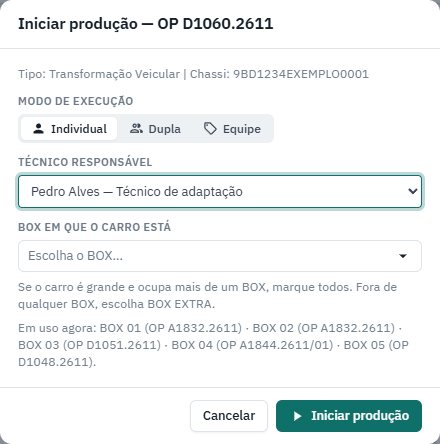 Iniciar produção — OP D1060.2611
Tipo: Transformação Veicular | Chassi: 9BD1234EXEMPLO0001
MODO DE EXECUÇÃO
Individual Dupla Equipe
TÉCNICO RESPONSÁVEL
Pedro Alves — Técnico de adaptação
BOX EM QUE O CARRO ESTÁ
Escolha o BOX...
Se o carro é grande e ocupa mais de um BOX, marque todos. Fora de
qualquer BOX, escolha BOX EXTRA.
Em uso agora: BOX 01 (OP A1832.2611) · BOX 02 (OP A1832.2611) ·
BOX 03 (OP D1051.2611) · BOX 04 (OP A1844.2611/01) · BOX 05 (OP
D1048.2611).
Cancelar Iniciar produção